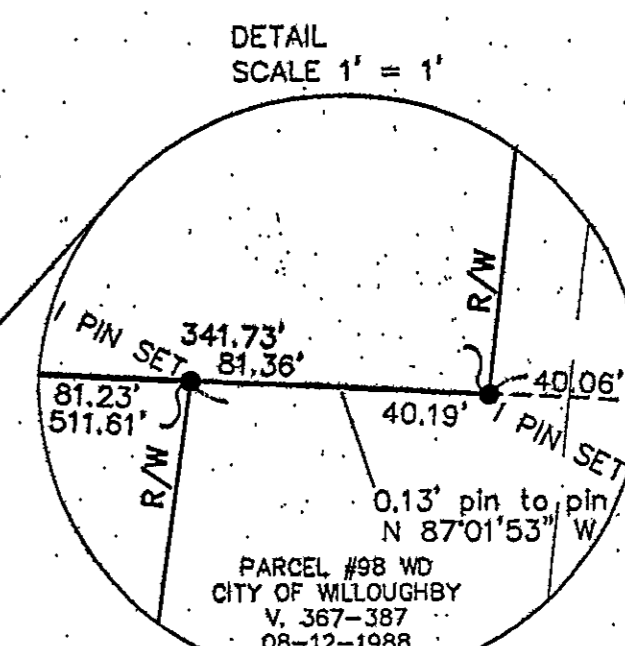 DETAIL
SCALE 1' = 1'
R/W
I PIN SET
341.73'
81.36'
81.23'
511.61'
40.19'
40.06'
I PIN SET
R/W
0.13' pin to pin
N 87°01'53" W
PARCEL #98 WD
CITY OF WILLOUGHBY
V. 367-387
08-12-1988